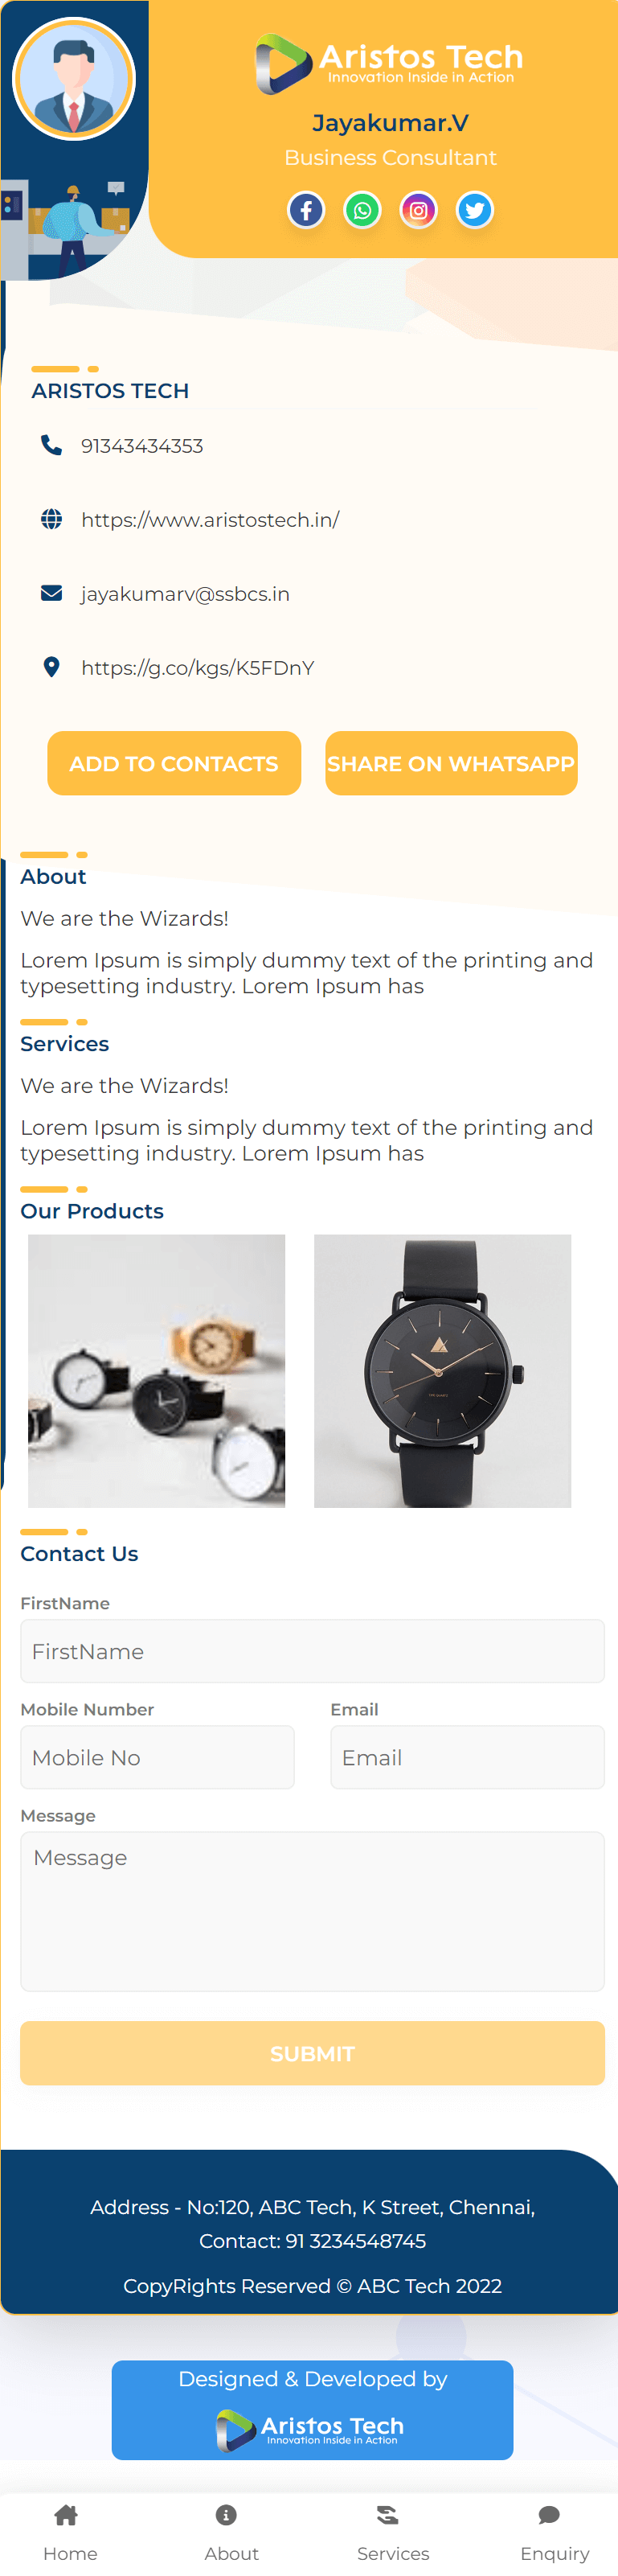 Aristos Tech
Innovation Inside in Action
Jayakumar.V
Business Consultant
ARISTOS TECH
91343434353
https://www.aristostech.in/
jayakumarv@ssbcs.in
https://g.co/kgs/K5FDnY
ADD TO CONTACTS
SHARE ON WHATSAPP
About
We are the Wizards!
Lorem Ipsum is simply dummy text of the printing and
typesetting industry. Lorem Ipsum has
Services
We are the Wizards!
Lorem Ipsum is simply dummy text of the printing and
typesetting industry. Lorem Ipsum has
Our Products
Contact Us
FirstName
FirstName
Mobile Number
Email
Mobile No
Email
Message
Message
SUBMIT
Address - No:120, ABC Tech, K Street, Chennai,
Contact: 91 3234548745
CopyRights Reserved © ABC Tech 2022
Designed & Developed by
Aristos Tech
Innovation Inside in Action
Home
About
Services
Enquiry